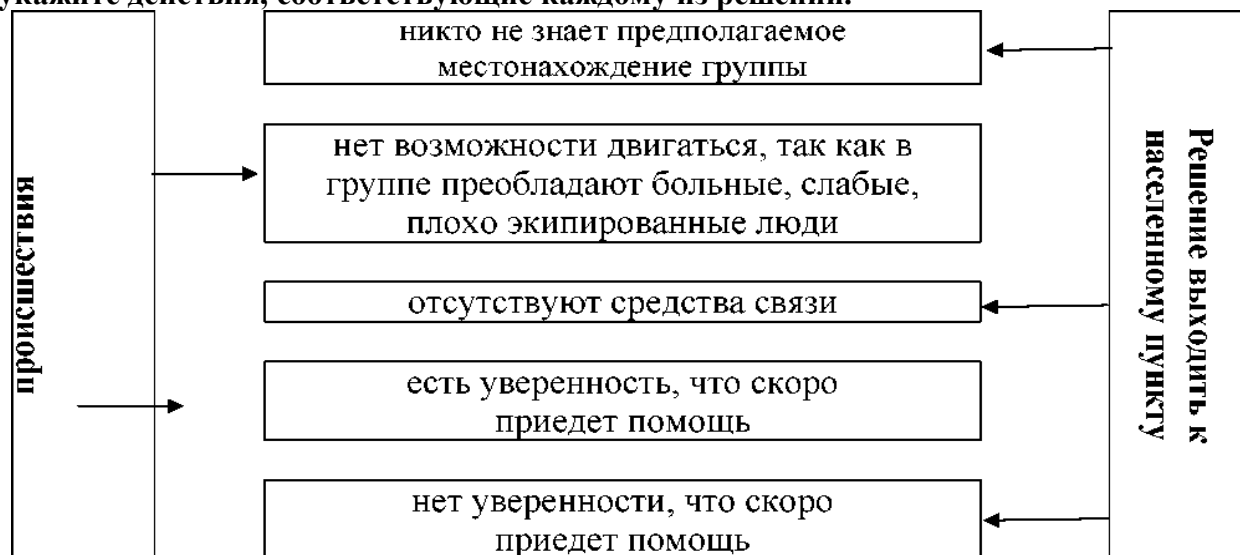 укажите действия, соответствующие каждому из решений.
никто не знает предполагаемое
местонахождение группы
нет возможности двигаться, так как в
группе преобладают больные, слабые,
плохо экипированные люди
отсутствуют средства связи
есть уверенность, что скоро
приедет помощь
нет уверенности, что скоро
приедет помощь
происшествия
Решение выходить к
населенному пункту